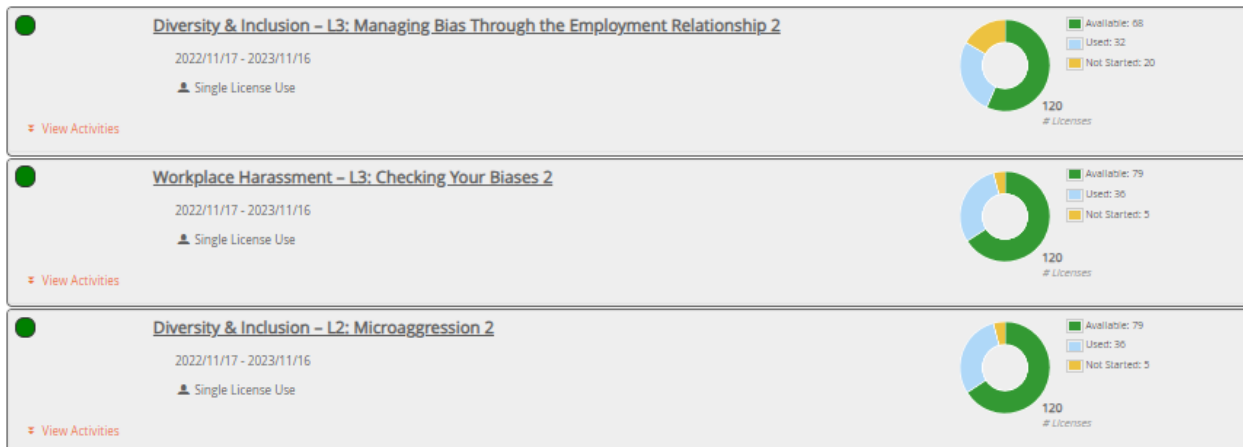 Diversity & Inclusion – L3: Managing Bias Through the Employment Relationship 2
2022/11/17 - 2023/11/16
Single License Use
View Activities
Available: 68
Used: 32
Not Started: 20
120
# Licenses
Workplace Harassment – L3: Checking Your Biases 2
2022/11/17 - 2023/11/16
Single License Use
View Activities
Available: 79
Used: 36
Not Started: 5
120
# Licenses
Diversity & Inclusion – L2: Microaggression 2
2022/11/17 - 2023/11/16
Single License Use
View Activities
Available: 79
Used: 36
Not Started: 5
120
# Licenses